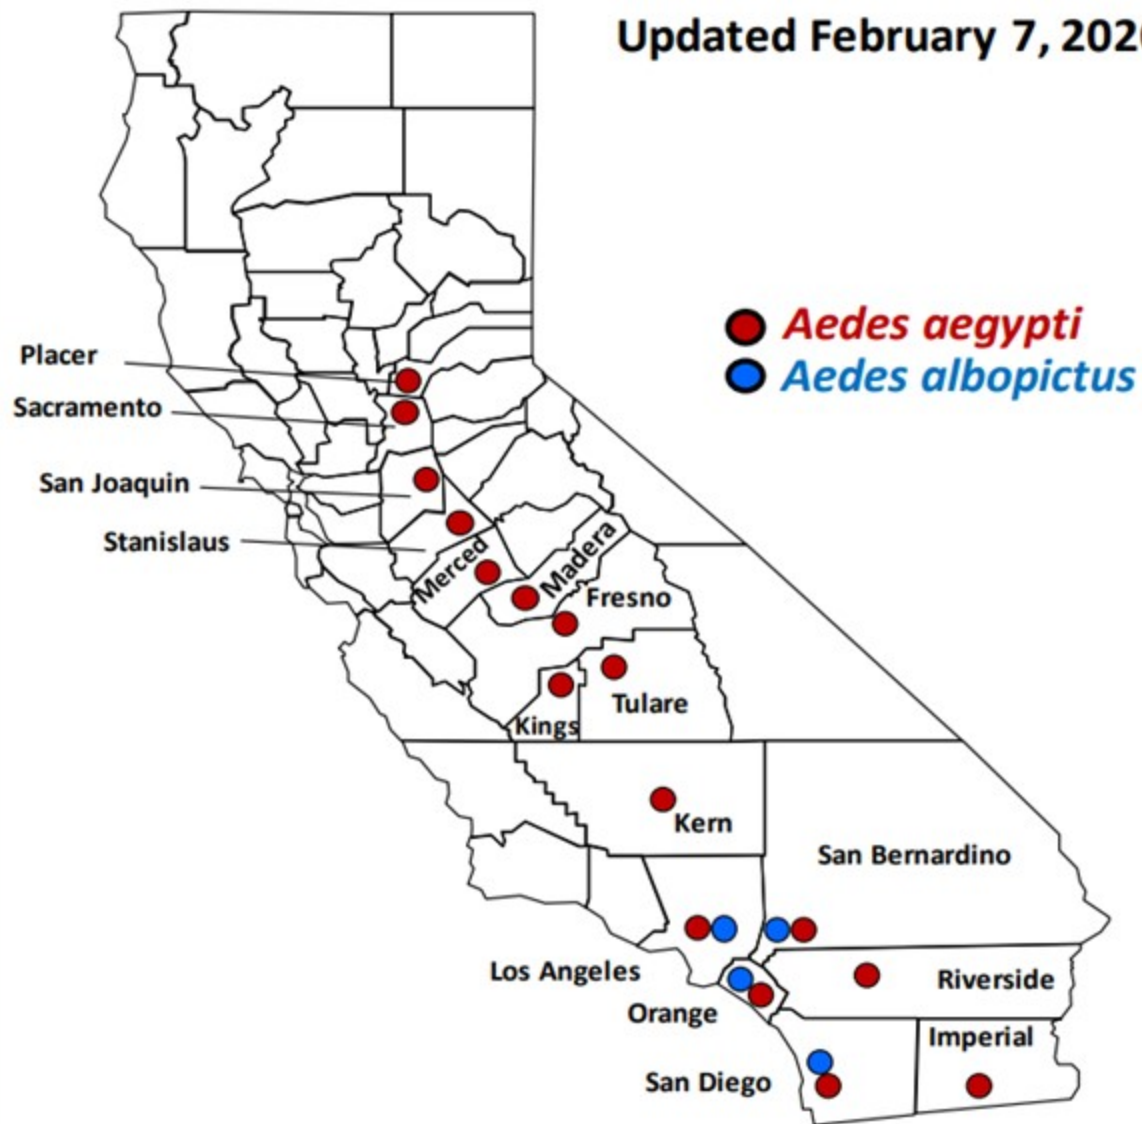 Updated February 7, 202
Aedes aegypti
Aedes albopictus
Placer
Sacramento
San Joaquin
Stanislaus
Merced
Madera
Fresno
Tulare
Kings
Kern
San Bernardino
Los Angeles
Riverside
Orange
Imperial
San Diego